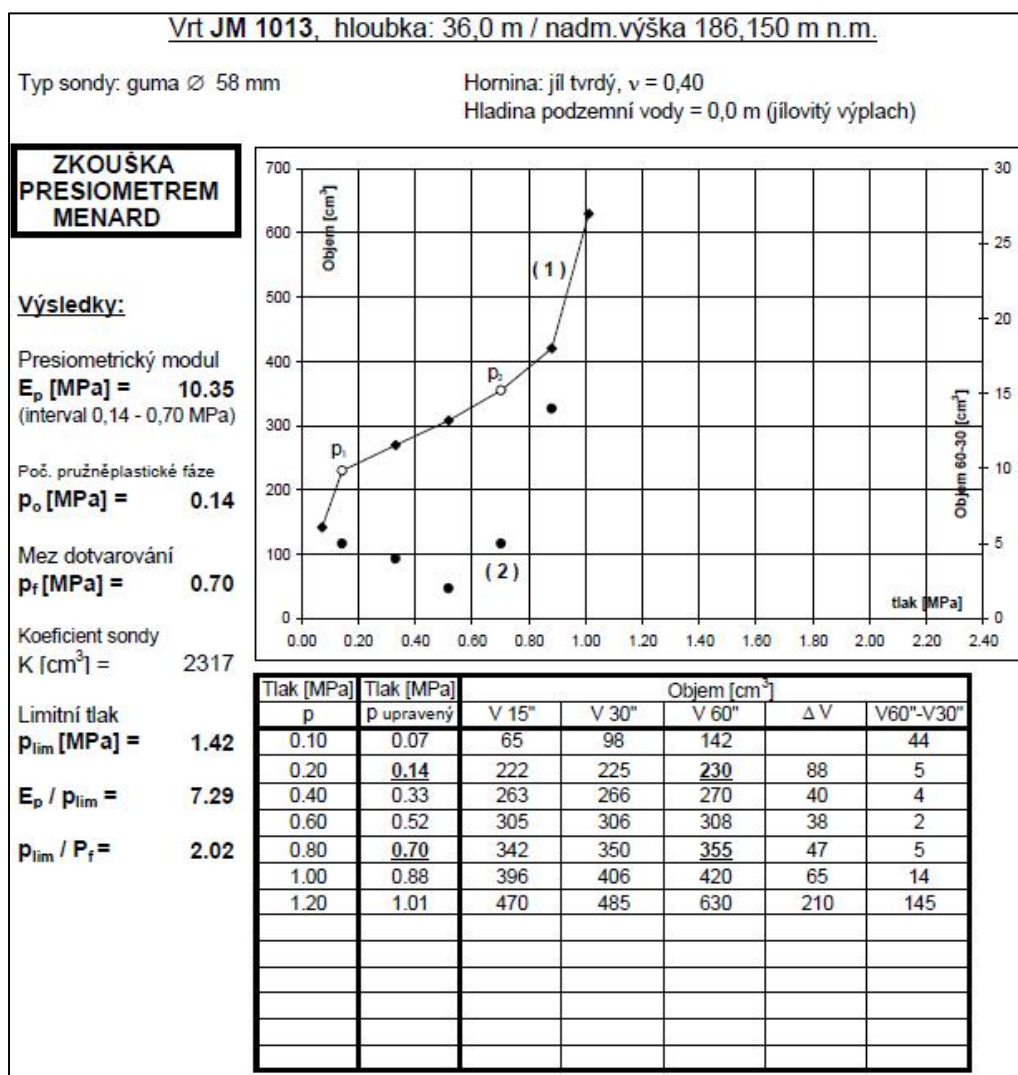 Vrt JM 1013, hloubka: 36,0 m / nadm.výška 186,150 m n.m.
Typ sondy: guma ∅ 58 mm
Hornina: jíl tvrdý, ν = 0,40
Hladina podzemní vody = 0,0 m (jílovitý výplach)
ZKOUŠKA
PRESIOMETREM
MENARD
Výsledky:
Presiometrický modul
Eₚ [MPa] = 10.35
(interval 0,14 - 0,70 MPa)
Poč. pružněplastické fáze
pₒ [MPa] = 0.14
Mez dotvarování
p_f [MPa] = 0.70
Koeficient sondy
K [cm³] = 2317
Limitní tlak
p_lim [MPa] = 1.42
Eₚ / p_lim = 7.29
p_lim / P_f = 2.02
Objem [cm³]
700
600
500
400
300
200
100
0
30
25
20
15
10
5
0
Objem 60-30 [cm³]
( 1 )
p₂
p₁
( 2 )
tlak [MPa]
0.00 0.20 0.40 0.60 0.80 1.00 1.20 1.40 1.60 1.80 2.00 2.20 2.40
Tlak [MPa] Tlak [MPa] Objem [cm³]
p p upravený V 15" V 30" V 60" Δ V V60"-V30"
0.10 0.07 65 98 142 44
0.20 0.14 222 225 230 88 5
0.40 0.33 263 266 270 40 4
0.60 0.52 305 306 308 38 2
0.80 0.70 342 350 355 47 5
1.00 0.88 396 406 420 65 14
1.20 1.01 470 485 630 210 145